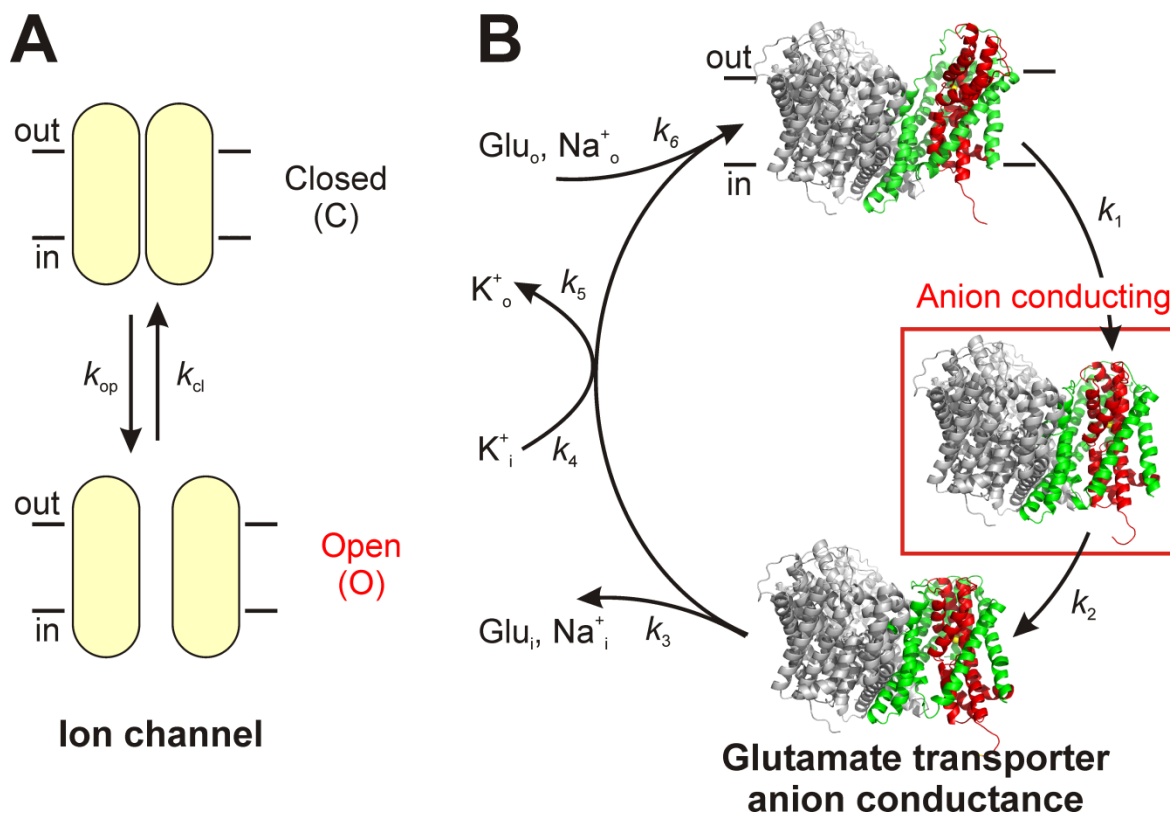 A
out
in
Closed
(C)
kop
kcl
out
in
Open
(O)
Ion channel
B
out
in
Gluo, Na+o
k6
k1
K+o
k5
Anion conducting
K+i
k4
k2
Glui, Na+i
k3
Glutamate transporter
anion conductance